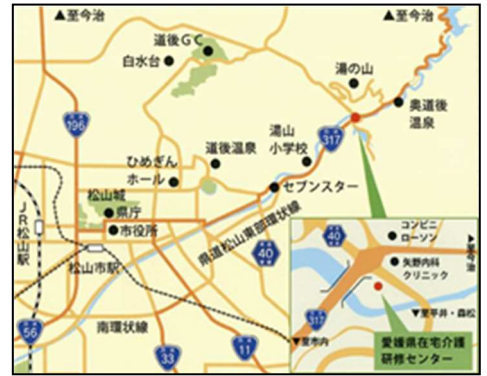 ▲至今治
▲至今治
道後GC
白水台
湯の山
奥道後
温泉
196
317
湯山
小学校
道後温泉
ひめぎん
ホール
セブンスター
松山城
県庁
市役所
JR松山駅
松山市駅
県道松山東部環状線
40
南環状線
56
33
11
40
コンビニ
ローソン
矢野内科
クリニック
▲至今治
▼至平井・森松
317
▼至市内
愛媛県在宅介護
研修センター